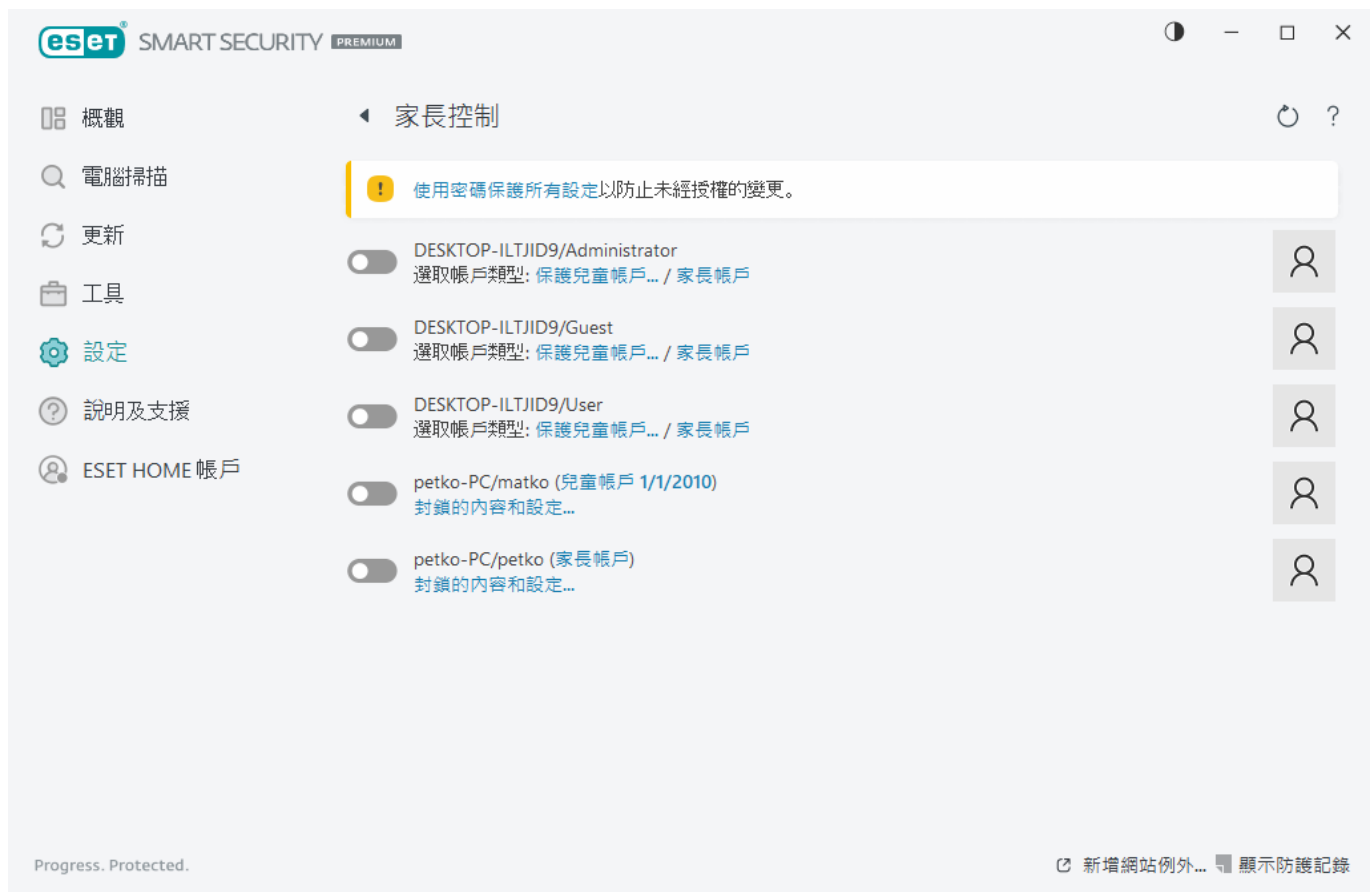 eset® SMART SECURITY PREMIUM
概觀
電腦掃描
更新
工具
設定
說明及支援
ESET HOME 帳戶
家長控制
?
使用密碼保護所有設定以防止未經授權的變更。
DESKTOP-ILTJID9/Administrator
選取帳戶類型: 保護兒童帳戶... / 家長帳戶
DESKTOP-ILTJID9/Guest
選取帳戶類型: 保護兒童帳戶... / 家長帳戶
DESKTOP-ILTJID9/User
選取帳戶類型: 保護兒童帳戶... / 家長帳戶
petko-PC/matko (兒童帳戶 1/1/2010)
封鎖的內容和設定...
petko-PC/petko (家長帳戶)
封鎖的內容和設定...
Progress. Protected.
新增網站例外... 顯示防護記錄